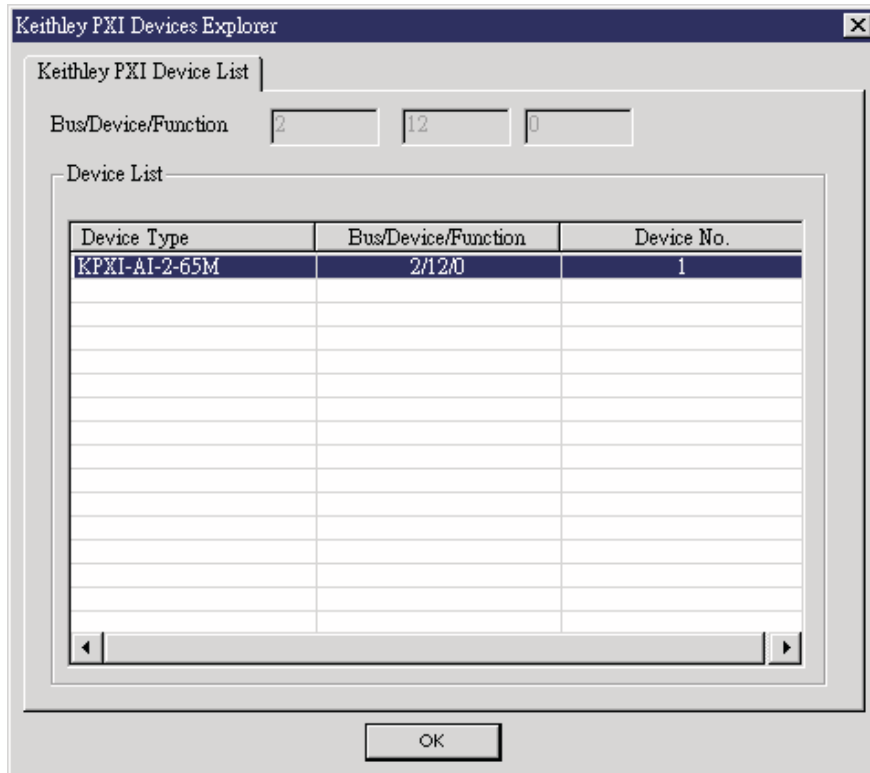 Keithley PXI Devices Explorer
Keithley PXI Device List
Bus/Device/Function 2 12 0
Device List
Device Type Bus/Device/Function Device No.
KPXI-AI-2-65M 2/12/0 1
OK